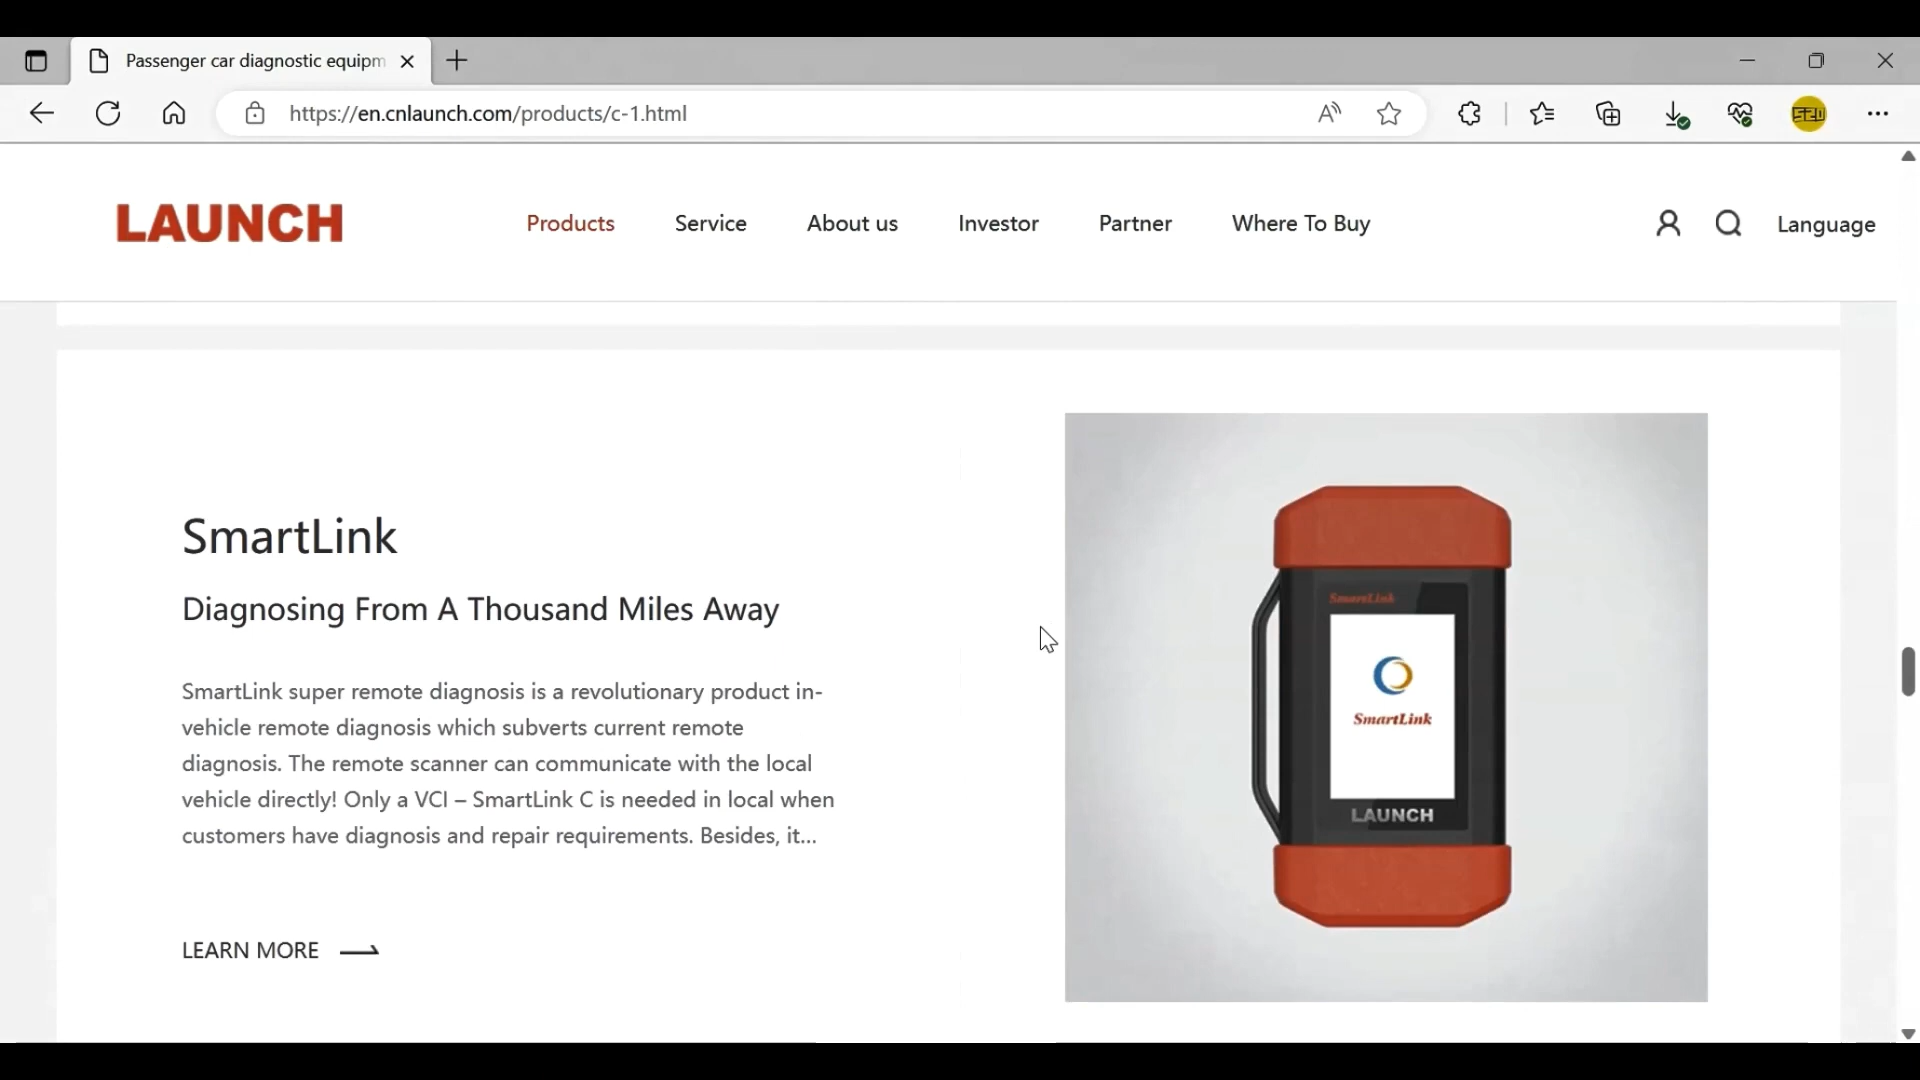 Passenger car diagnostic equipm
https://en.cnlaunch.com/products/c-1.html
LAUNCH
Products
Service
About us
Investor
Partner
Where To Buy
Language
SmartLink
Diagnosing From A Thousand Miles Away
SmartLink super remote diagnosis is a revolutionary product in-
vehicle remote diagnosis which subverts current remote
diagnosis. The remote scanner can communicate with the local
vehicle directly! Only a VCI – SmartLink C is needed in local when
customers have diagnosis and repair requirements. Besides, it...
LEARN MORE
SmartLink
SmartLink
LAUNCH